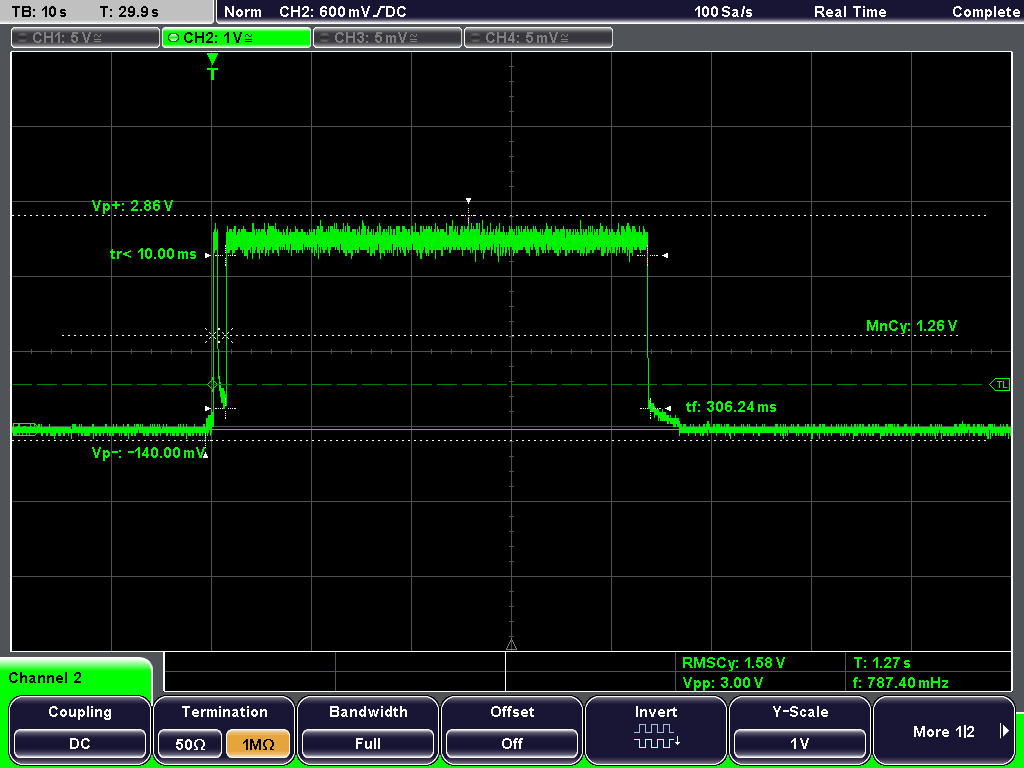 TB: 10 s T: 29.9 s Norm CH2: 600 mV DC 100 Sa/s Real Time Complete
CH1: 5 V CH2: 1V CH3: 5 mV CH4: 5 mV
T
Vp+: 2.86 V
tr< 10.00 ms
MnCy: 1.26 V
TL
tf: 306.24 ms
Vp-: -140.00 mV
RMSCy: 1.58 V T: 1.27 s
Channel 2
Vpp: 3.00 V f: 787.40 mHz
Coupling Termination Bandwidth Offset Invert Y-Scale
More 1|2
DC 50Ω 1MΩ Full Off 1 V